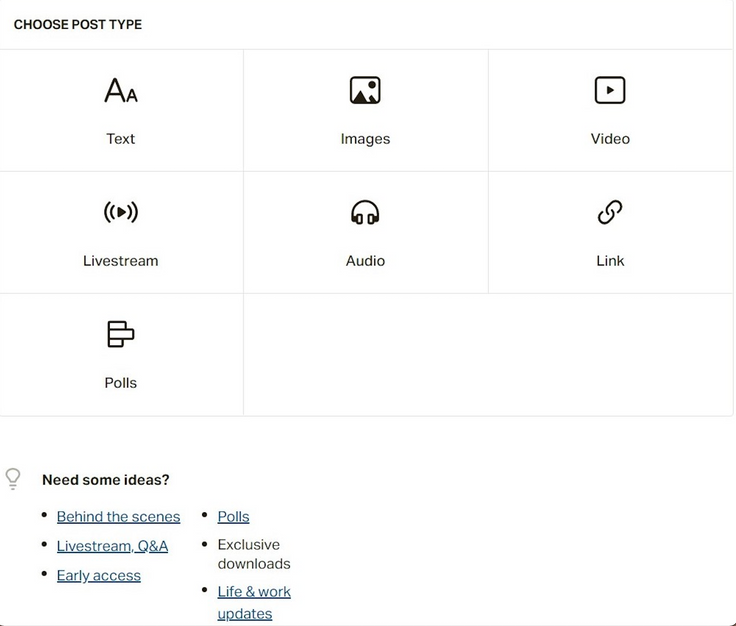 CHOOSE POST TYPE
Text
Images
Video
Livestream
Audio
Link
Polls
Need some ideas?
Behind the scenes
Livestream, Q&A
Early access
Polls
Exclusive
downloads
Life & work
updates